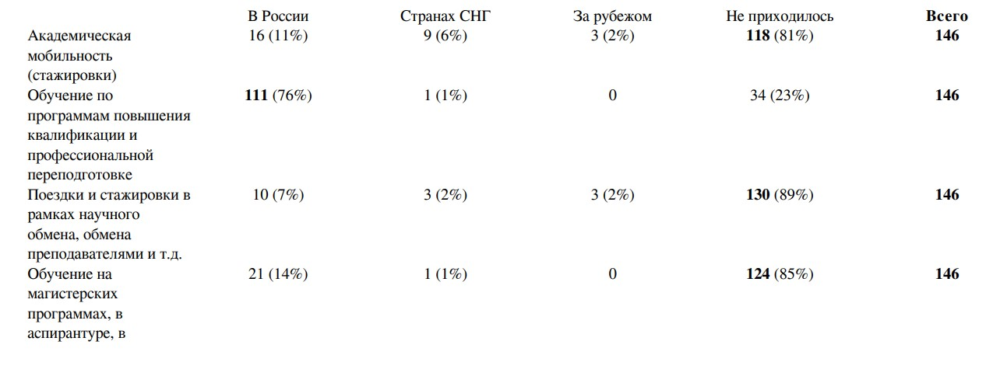 В России Странах СНГ За рубежом Не приходилось Всего
Академическая 16 (11%) 9 (6%) 3 (2%) 118 (81%) 146
мобильность
(стажировки)
Обучение по 111 (76%) 1 (1%) 0 34 (23%) 146
программам повышения
квалификации и
профессиональной
переподготовке
Поездки и стажировки в 10 (7%) 3 (2%) 3 (2%) 130 (89%) 146
рамках научного
обмена, обмена
преподавателями и т.д.
Обучение на 21 (14%) 1 (1%) 0 124 (85%) 146
магистерских
программах, в
аспирантуре, в